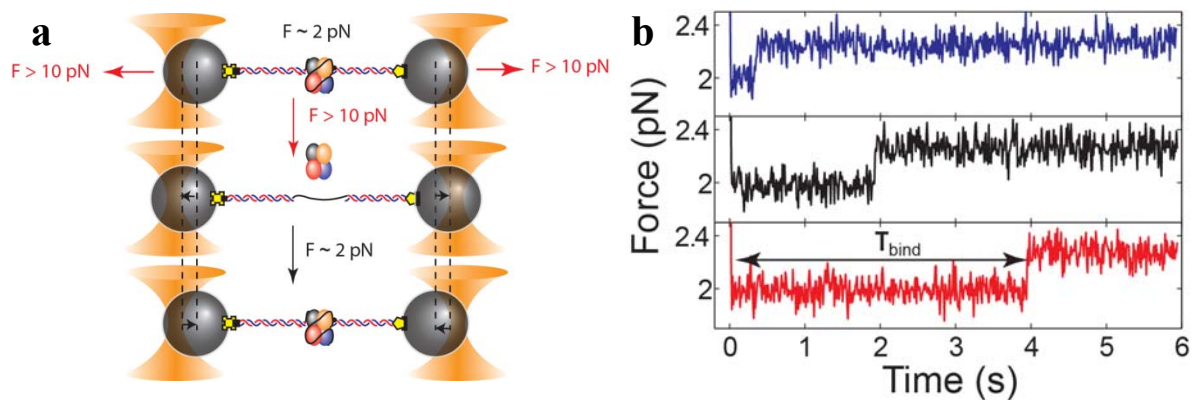 a
F ~ 2 pN
F > 10 pN
F > 10 pN
F > 10 pN
F ~ 2 pN
b
2.4
2
2.4
2
2.4
2
Force (pN)
Tbind
0 1 2 3 4 5 6
Time (s)